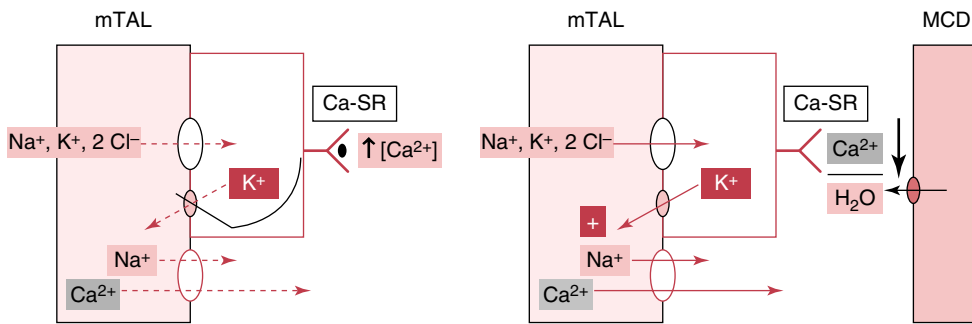 mTAL
Ca-SR
Na⁺, K⁺, 2 Cl⁻
↑ [Ca²⁺]
K⁺
Na⁺
Ca²⁺
mTAL
MCD
Ca-SR
Na⁺, K⁺, 2 Cl⁻
Ca²⁺
K⁺
H₂O
+
Na⁺
Ca²⁺